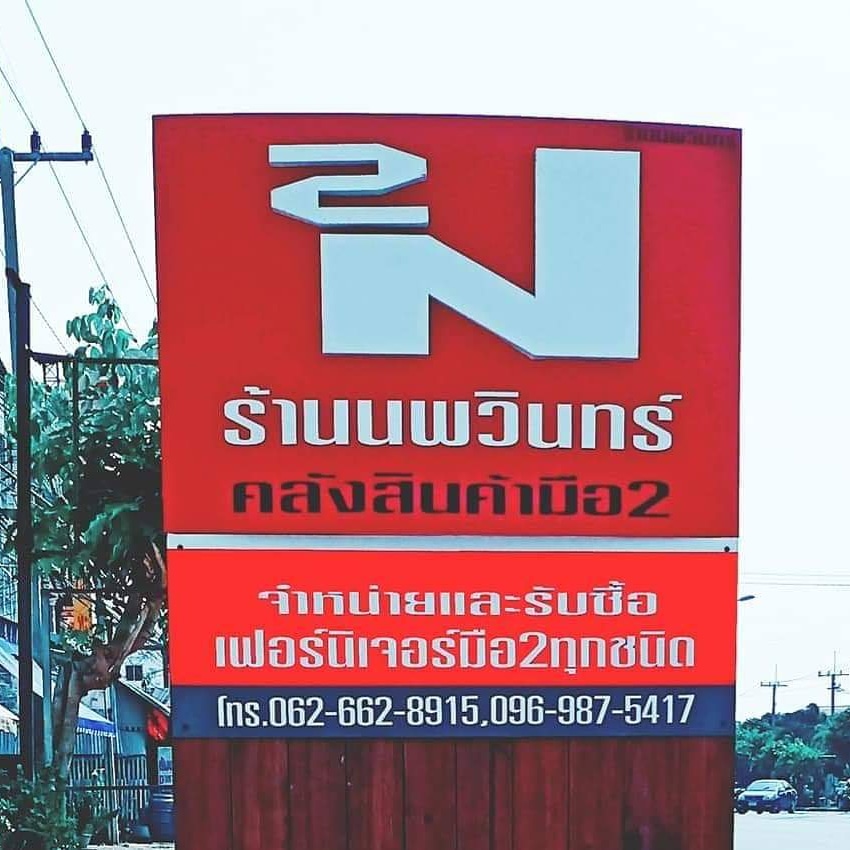 2N
ร้านนพวินทร์
คลังสินค้ามือ2
จำหน่ายและรับซื้อ
เฟอร์นิเจอร์มือ2ทุกชนิด
โทร.062-662-8915,096-987-5417